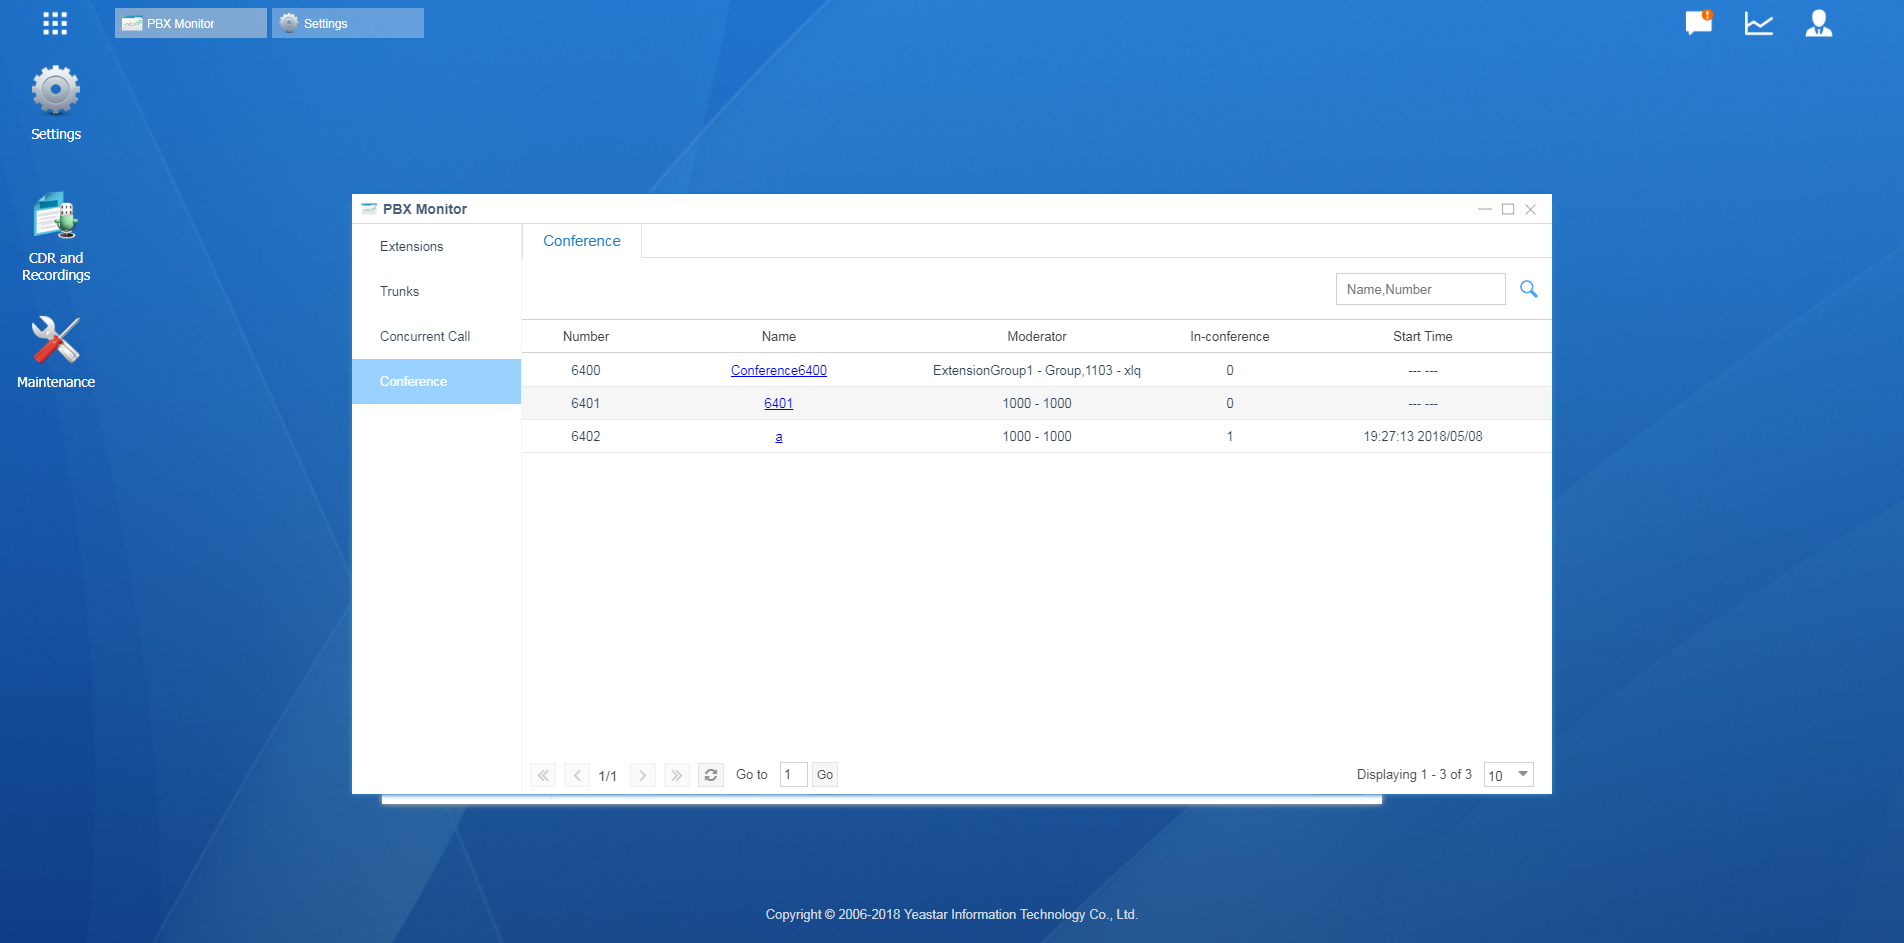 PBX Monitor
Settings
Settings
CDR and
Recordings
Maintenance
PBX Monitor
Extensions
Trunks
Concurrent Call
Conference
Conference
Name,Number
Number Name Moderator In-conference Start Time
6400 Conference6400 ExtensionGroup1 - Group,1103 - xlq 0 --- ---
6401 6401 1000 - 1000 0 --- ---
6402 a 1000 - 1000 1 19:27:13 2018/05/08
1/1 Go to 1 Go Displaying 1 - 3 of 3 10
Copyright © 2006-2018 Yeastar Information Technology Co., Ltd.